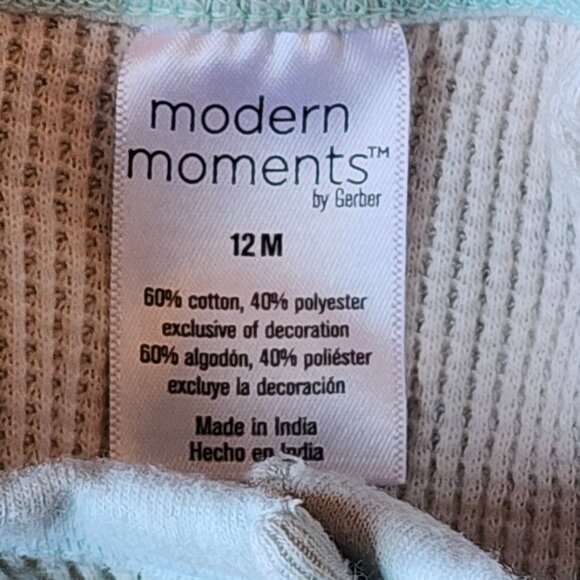 modern
moments™
by Gerber
12 M
60% cotton, 40% polyester
exclusive of decoration
60% algodón, 40% poliéster
excluye la decoración
Made in India
Hecho en India